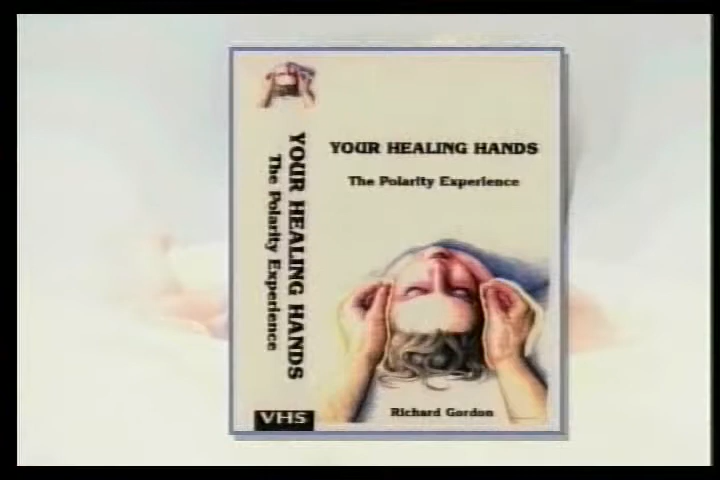 YOUR HEALING HANDS
The Polarity Experience
VHS
YOUR HEALING HANDS
The Polarity Experience
Richard Gordon